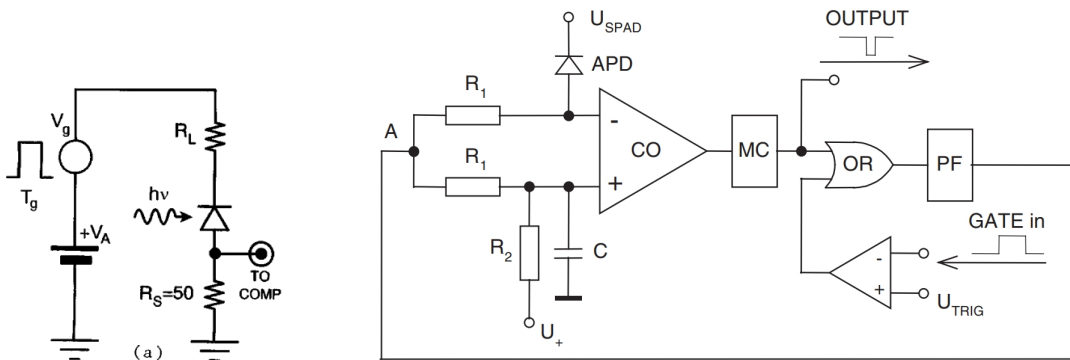 V_g
T_g
+V_A
hν
R_L
R_S=50
TO
COMP
(a)
A
R_1
R_1
R_2
U_+
C
U_SPAD
APD
-
+
CO
MC
OUTPUT
OR
PF
GATE in
-
+
U_TRIG